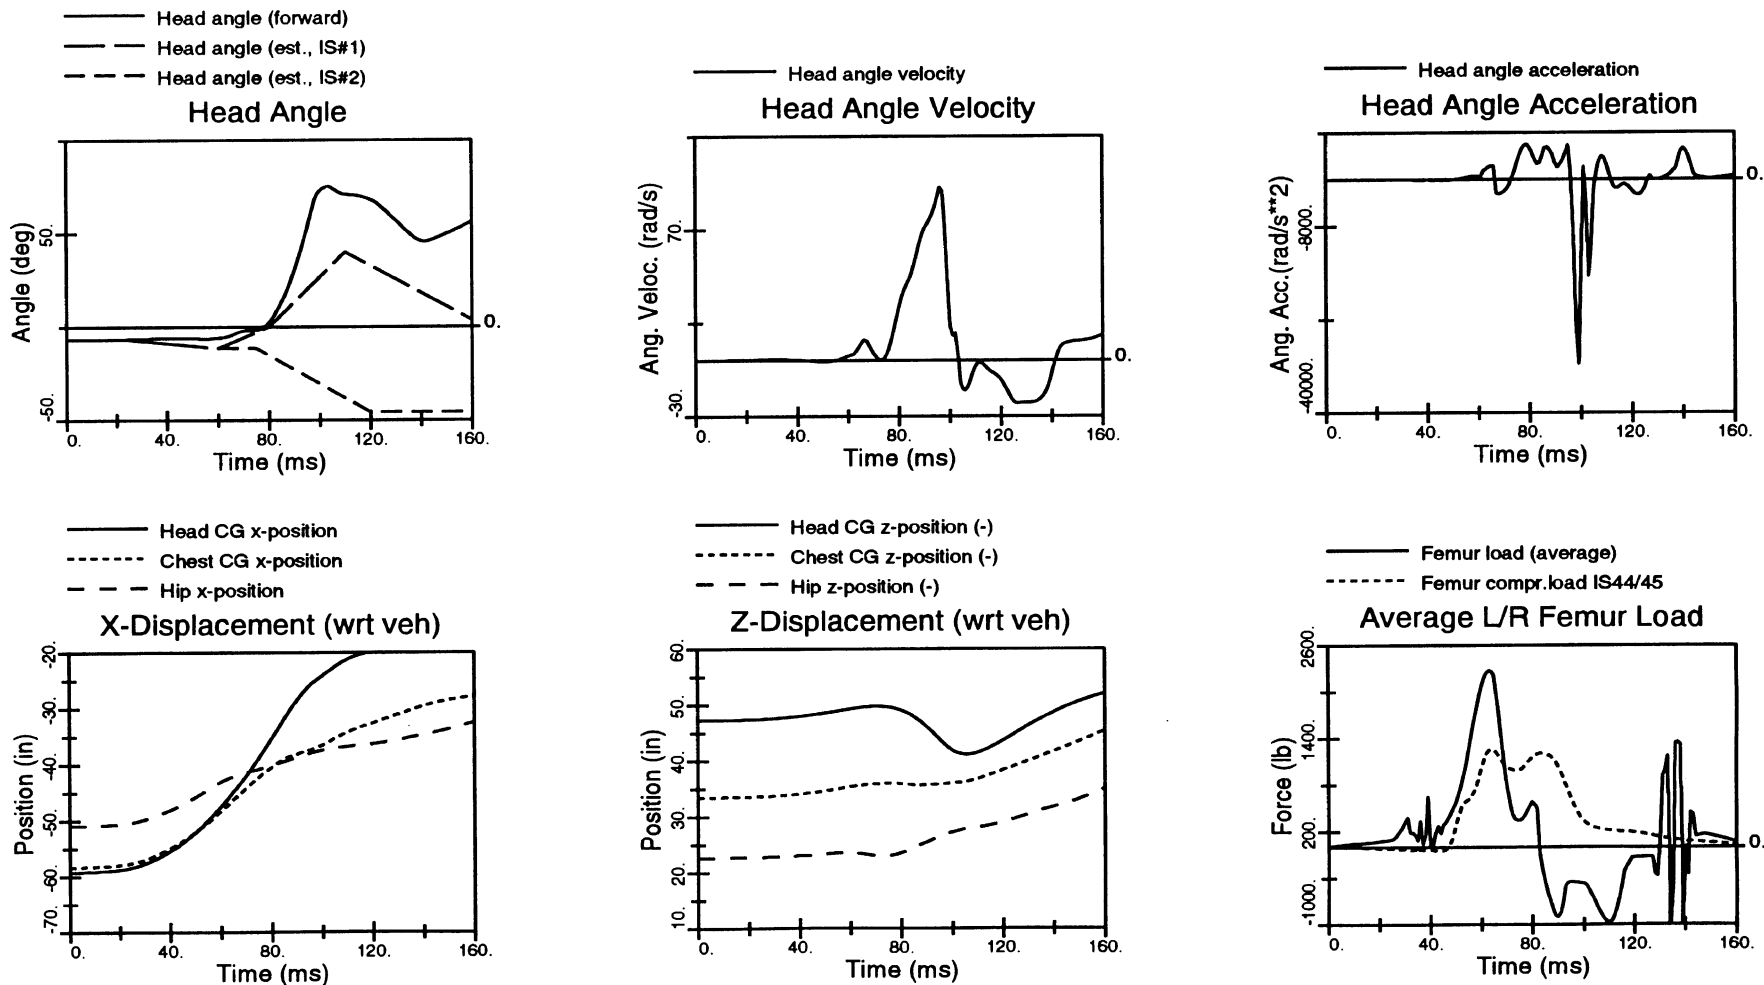 Head angle (forward)
Head angle (est., IS#1)
Head angle (est., IS#2)
Head Angle
Angle (deg)
50.
-50.
0.
0. 40. 80. 120. 160.
Time (ms)
Head angle velocity
Head Angle Velocity
Ang. Veloc. (rad/s)
70.
-30.
0.
0. 40. 80. 120. 160.
Time (ms)
Head angle acceleration
Head Angle Acceleration
Ang. Acc.(rad/s**2)
-8000.
-40000.
0.
0. 40. 80. 120. 160.
Time (ms)
Head CG x-position
Chest CG x-position
Hip x-position
X-Displacement (wrt veh)
Position (in)
-20.
-30.
-40.
-50.
-60.
-70.
0. 40. 80. 120. 160.
Time (ms)
Head CG z-position (-)
Chest CG z-position (-)
Hip z-position (-)
Z-Displacement (wrt veh)
Position (in)
60.
50.
40.
30.
20.
10.
0. 40. 80. 120. 160.
Time (ms)
Femur load (average)
Femur compr.load IS44/45
Average L/R Femur Load
Force (lb)
2600.
1400.
200.
-1000.
0.
0. 40. 80. 120. 160.
Time (ms)